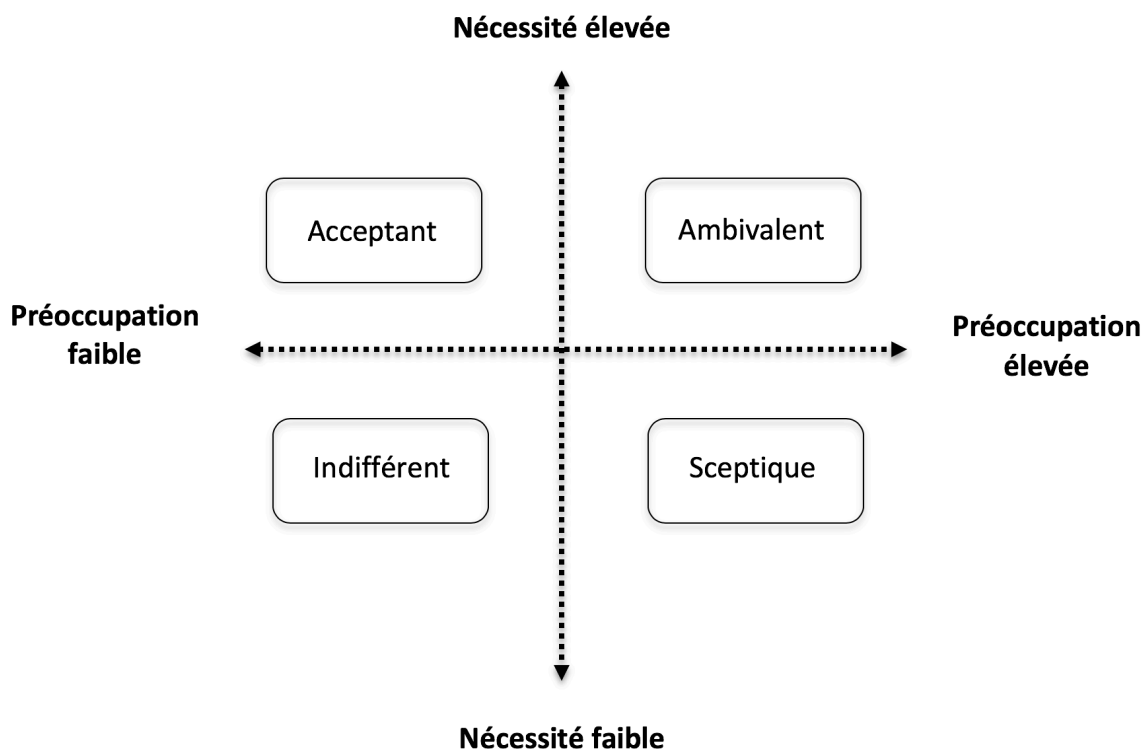 Nécessité élevée
Acceptant
Ambivalent
Préoccupation
faible
Préoccupation
élevée
Indifférent
Sceptique
Nécessité faible